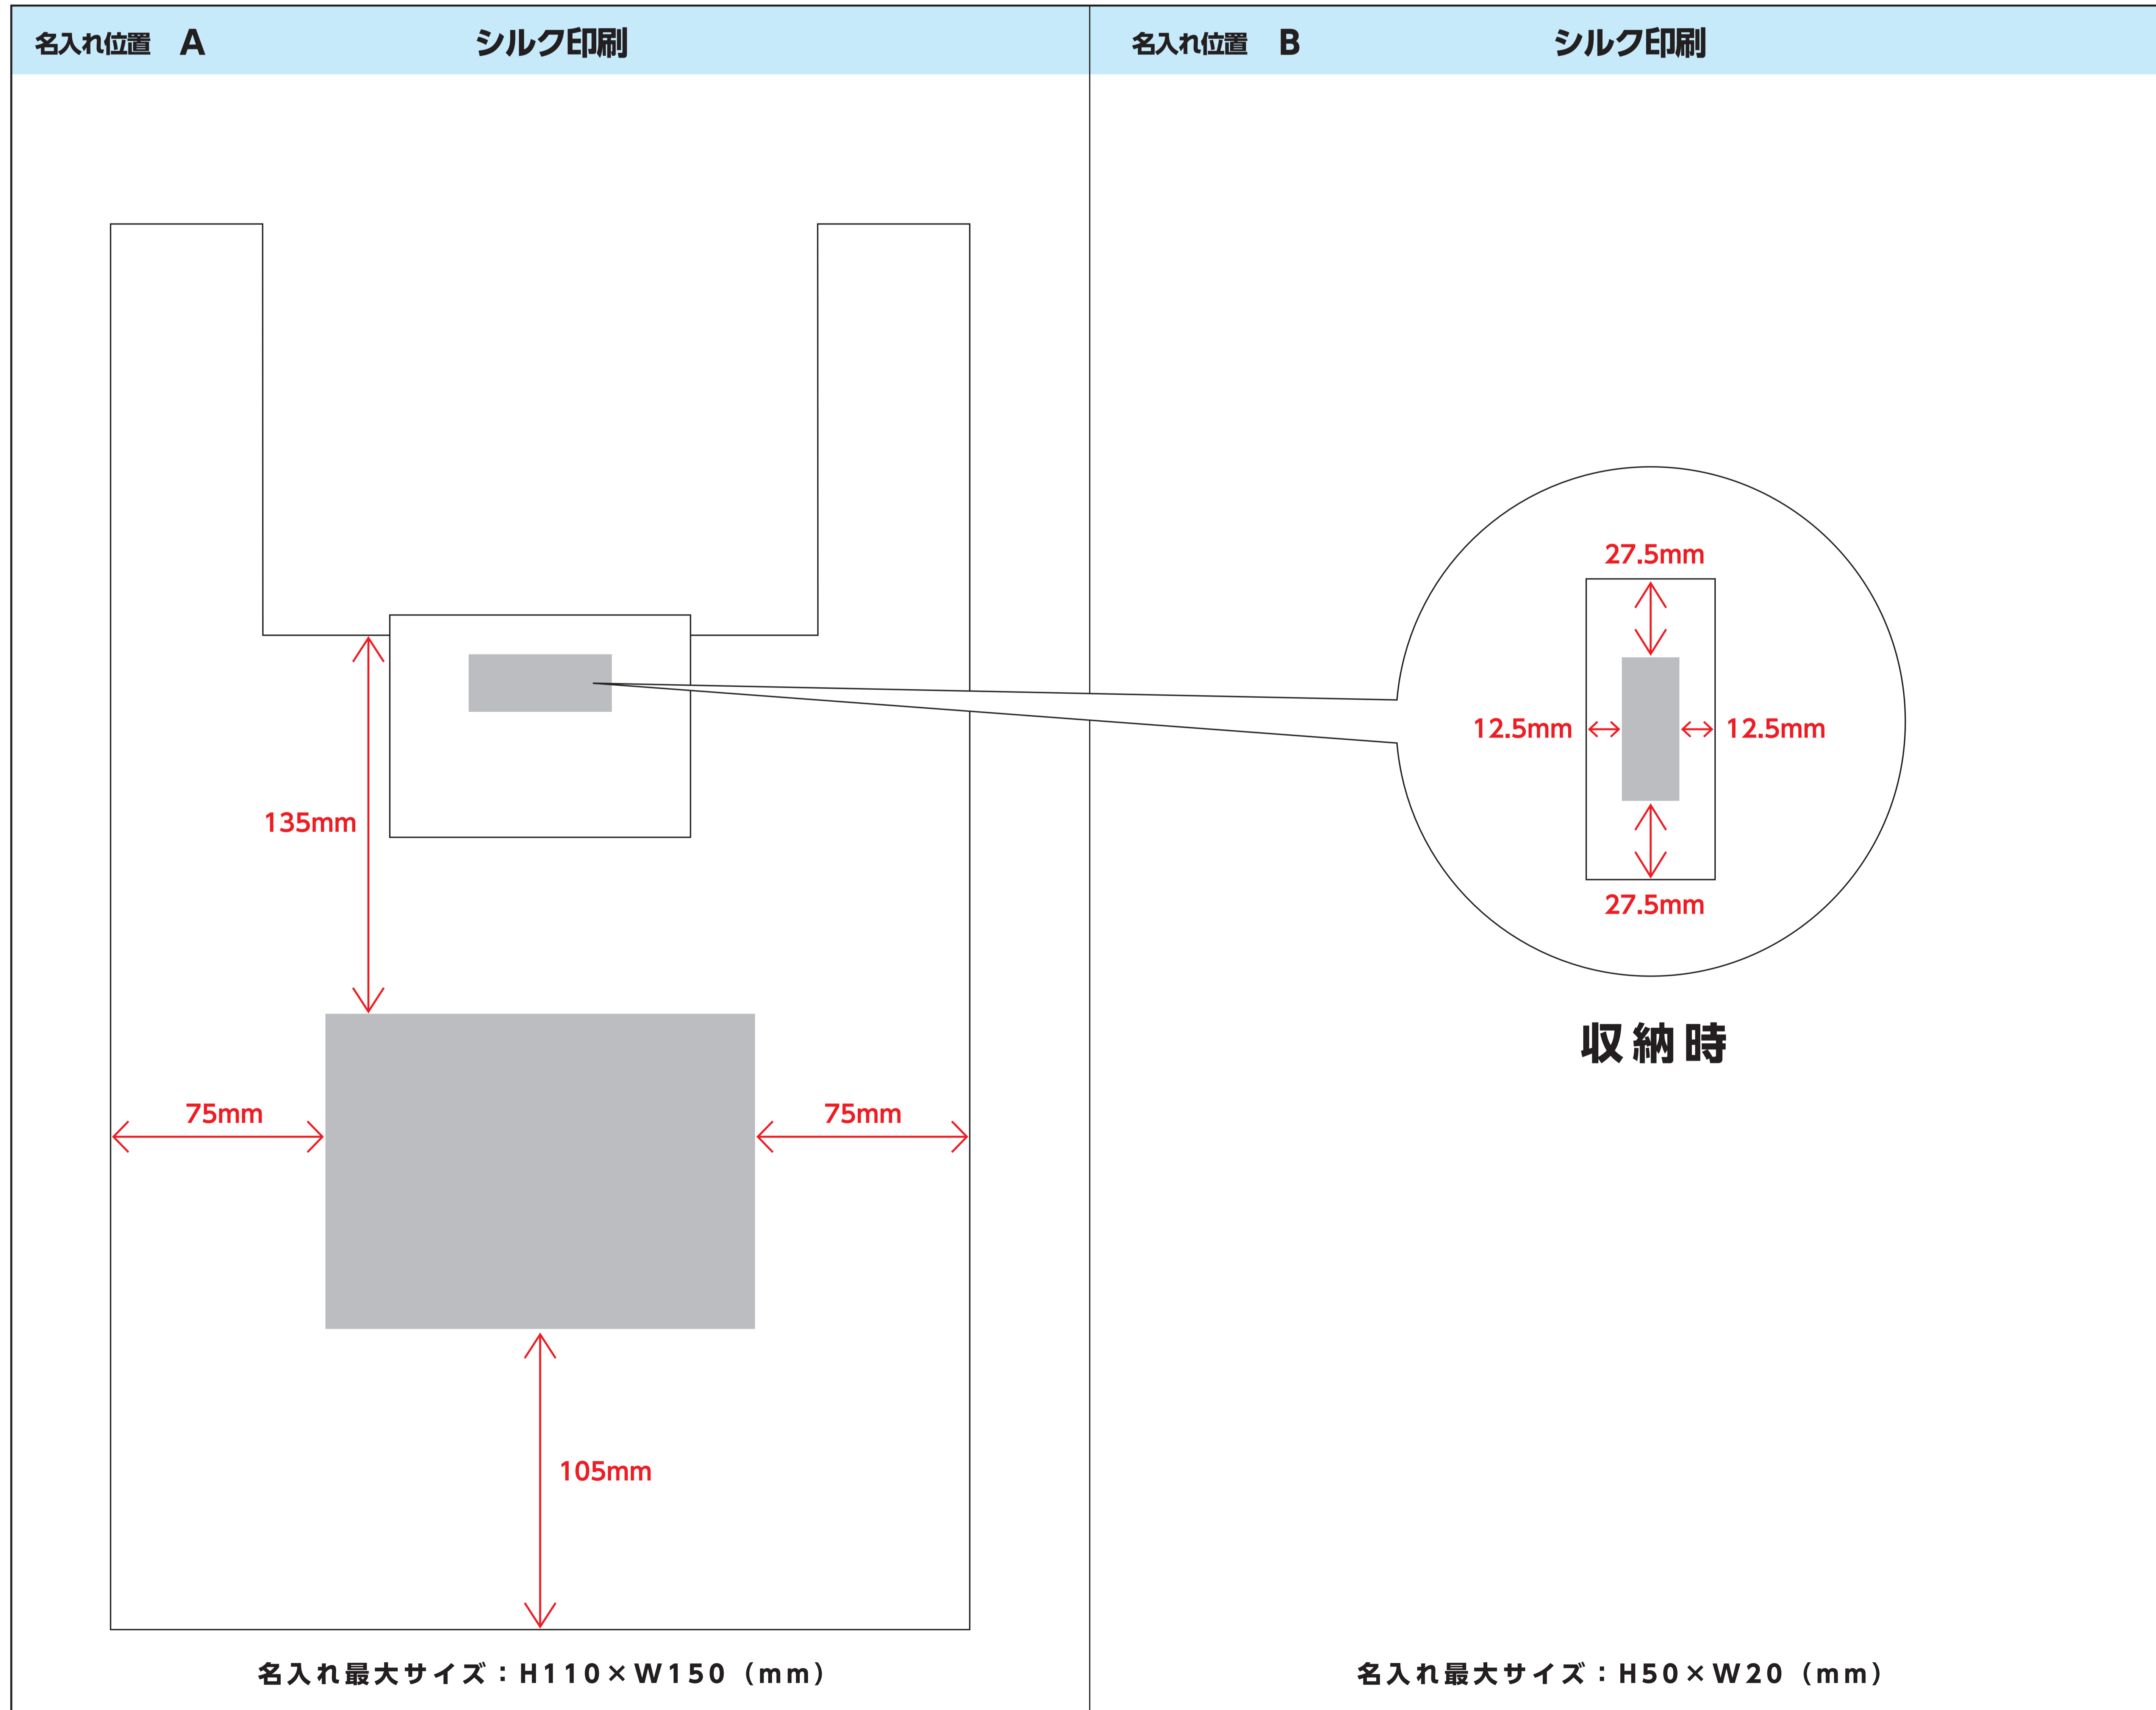 名入れ位置 A シルク印刷
135mm
75mm
75mm
105mm
名入れ最大サイズ：H110×W150（mm）
名入れ位置 B シルク印刷
27.5mm
12.5mm
12.5mm
27.5mm
収納時
名入れ最大サイズ：H50×W20（mm）